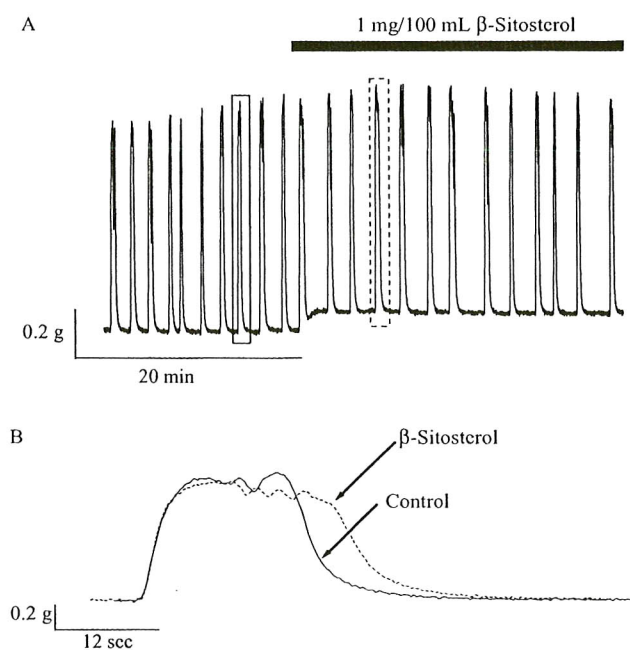 A
1 mg/100 mL β-Sitosterol
0.2 g
20 min
B
β-Sitosterol
Control
0.2 g
12 sec